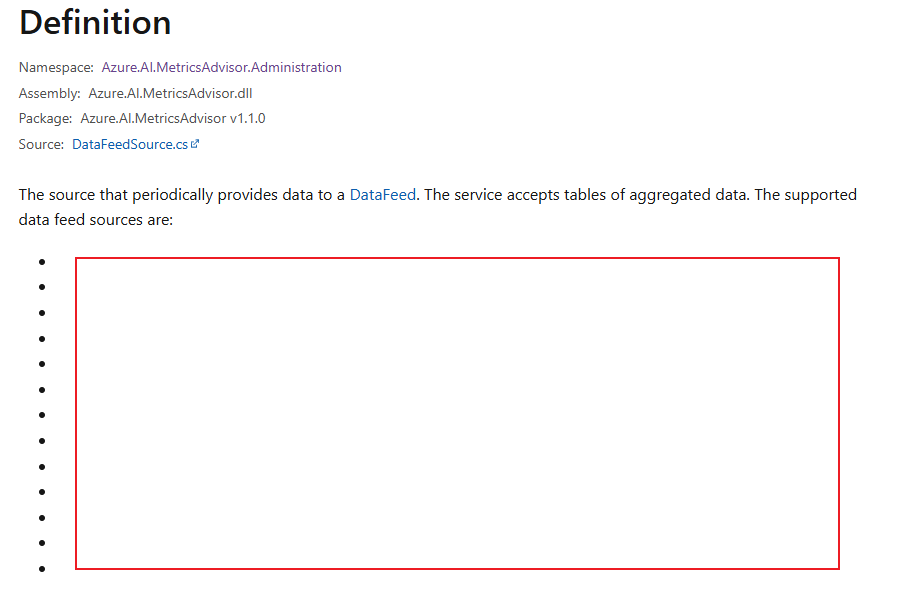 Definition
Namespace: Azure.AI.MetricsAdvisor.Administration
Assembly: Azure.AI.MetricsAdvisor.dll
Package: Azure.AI.MetricsAdvisor v1.1.0
Source: DataFeedSource.cs
The source that periodically provides data to a DataFeed. The service accepts tables of aggregated data. The supported
data feed sources are: